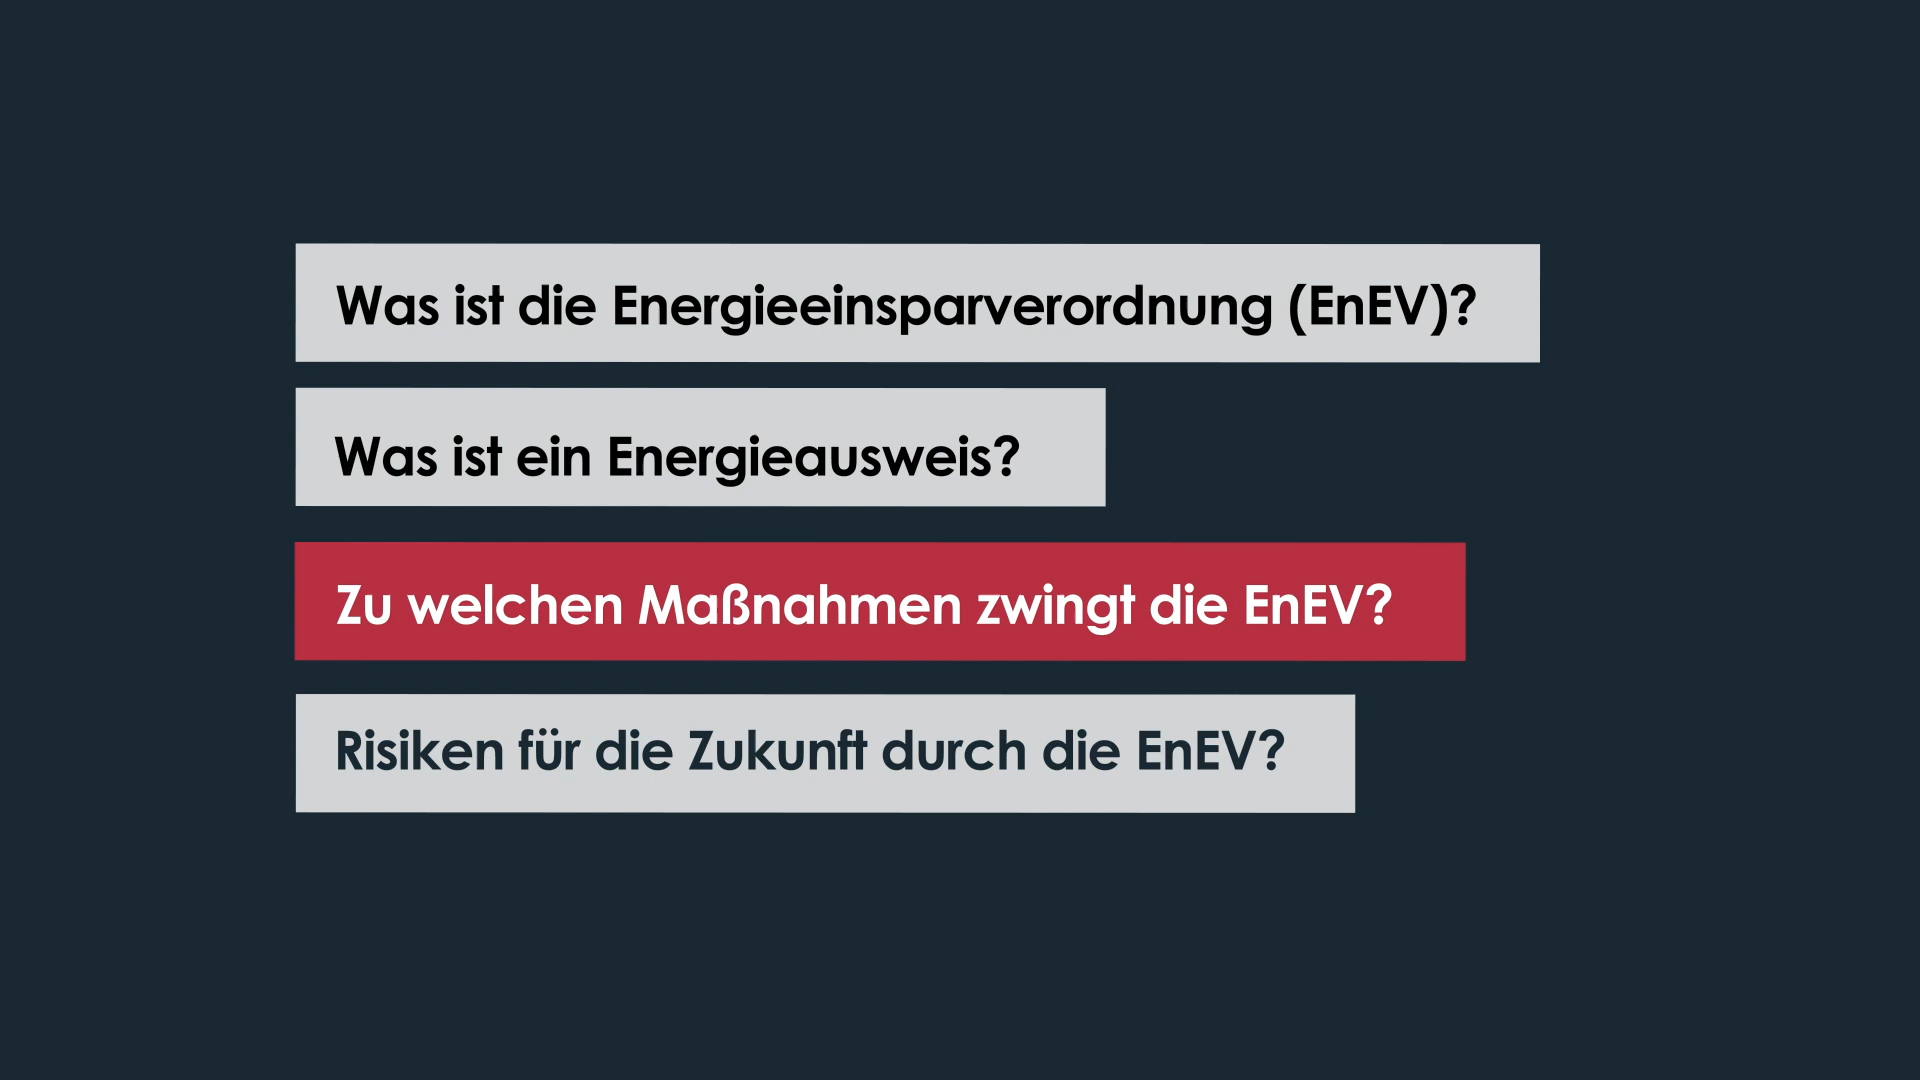 Was ist die Energieeinsparverordnung (EnEV)?
Was ist ein Energieausweis?
Zu welchen Maßnahmen zwingt die EnEV?
Risiken für die Zukunft durch die EnEV?